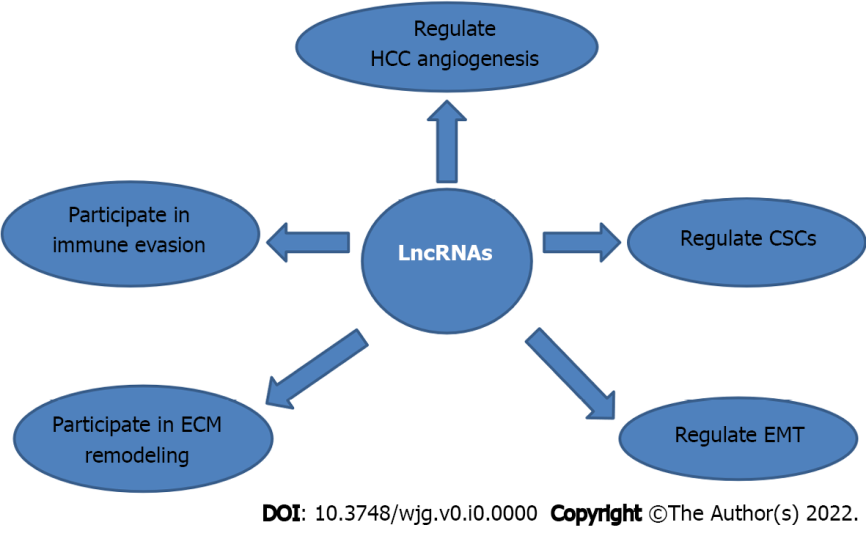 Regulate
HCC angiogenesis
Participate in
immune evasion
LncRNAs
Regulate CSCs
Participate in ECM
remodeling
Regulate EMT
DOI: 10.3748/wjg.v0.i0.0000 Copyright ©The Author(s) 2022.